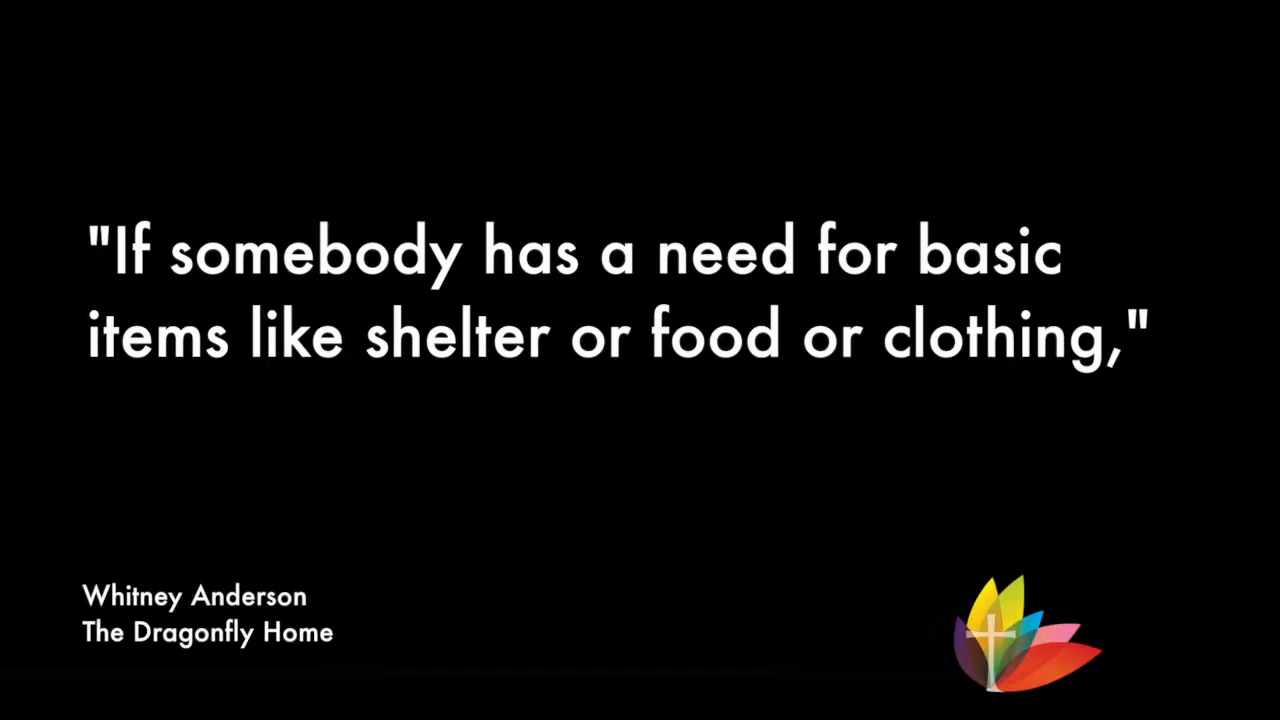 "If somebody has a need for basic
items like shelter or food or clothing,"
Whitney Anderson
The Dragonfly Home